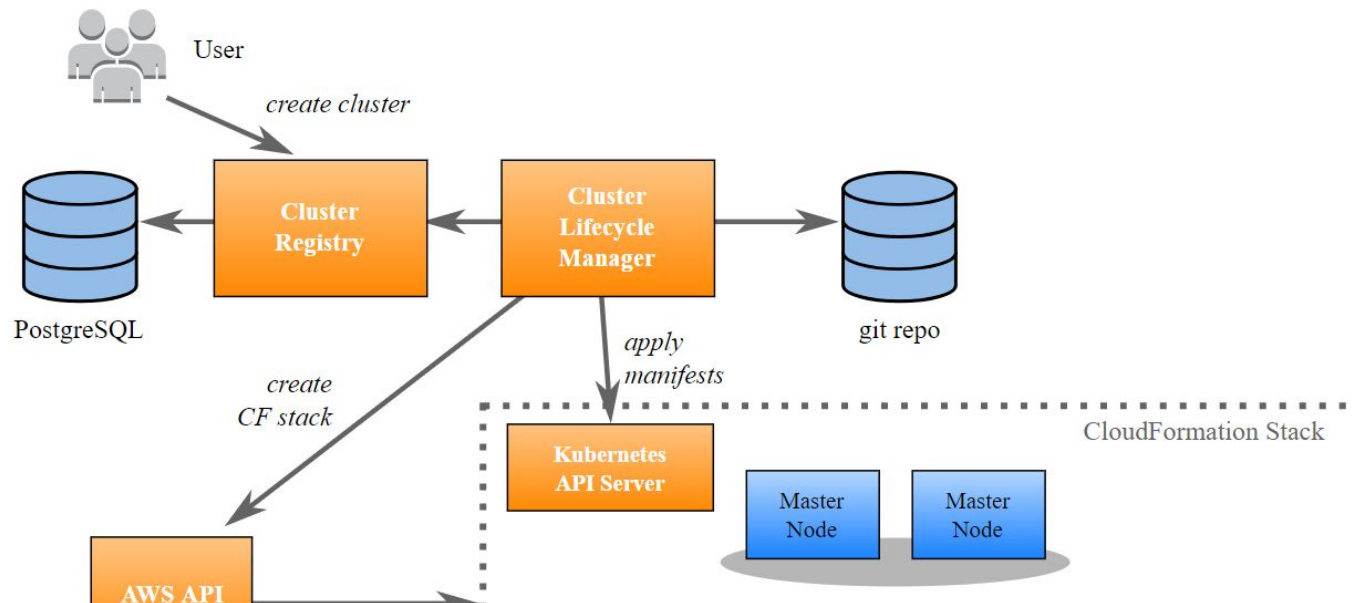 User
create cluster
Cluster
Registry
Cluster
Lifecycle
Manager
PostgreSQL
git repo
apply
manifests
create
CF stack
CloudFormation Stack
Kubernetes
API Server
Master
Node
Master
Node
AWS API